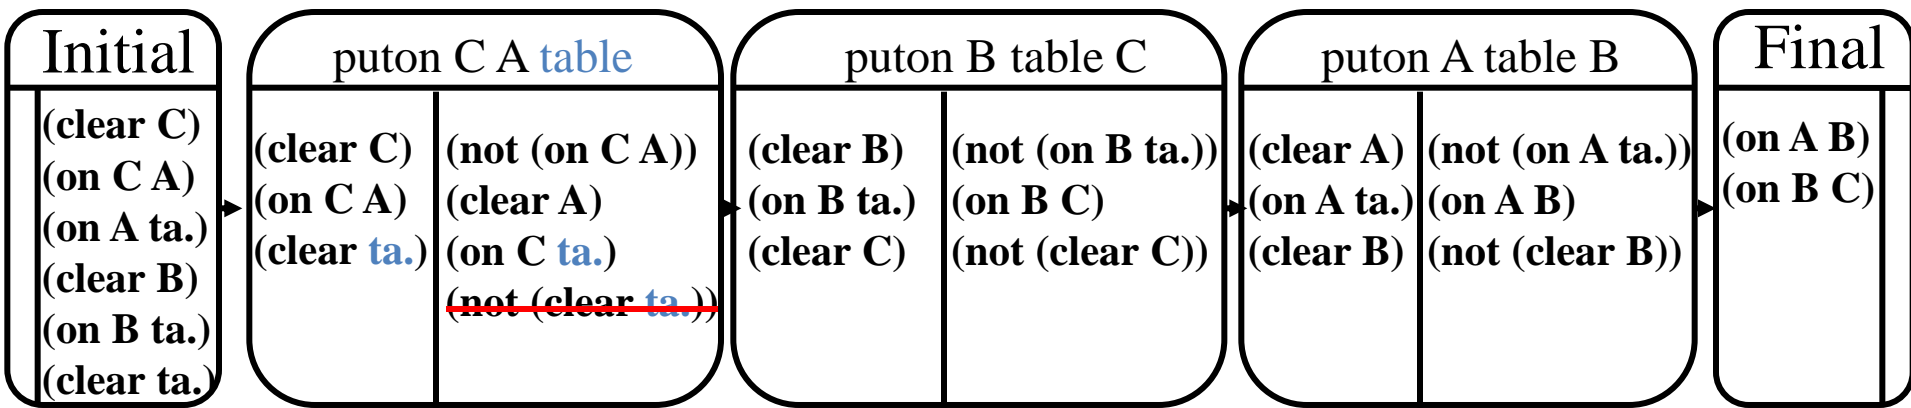 Initial
(clear C)
(on C A)
(on A ta.)
(clear B)
(on B ta.)
(clear ta.)
puton C A table
(clear C)
(on C A)
(clear ta.)
(not (on C A))
(clear A)
(on C ta.)
(not (clear ta.))
puton B table C
(clear B)
(on B ta.)
(clear C)
(not (on B ta.))
(on B C)
(not (clear C))
puton A table B
(clear A)
(on A ta.)
(clear B)
(not (on A ta.))
(on A B)
(not (clear B))
Final
(on A B)
(on B C)